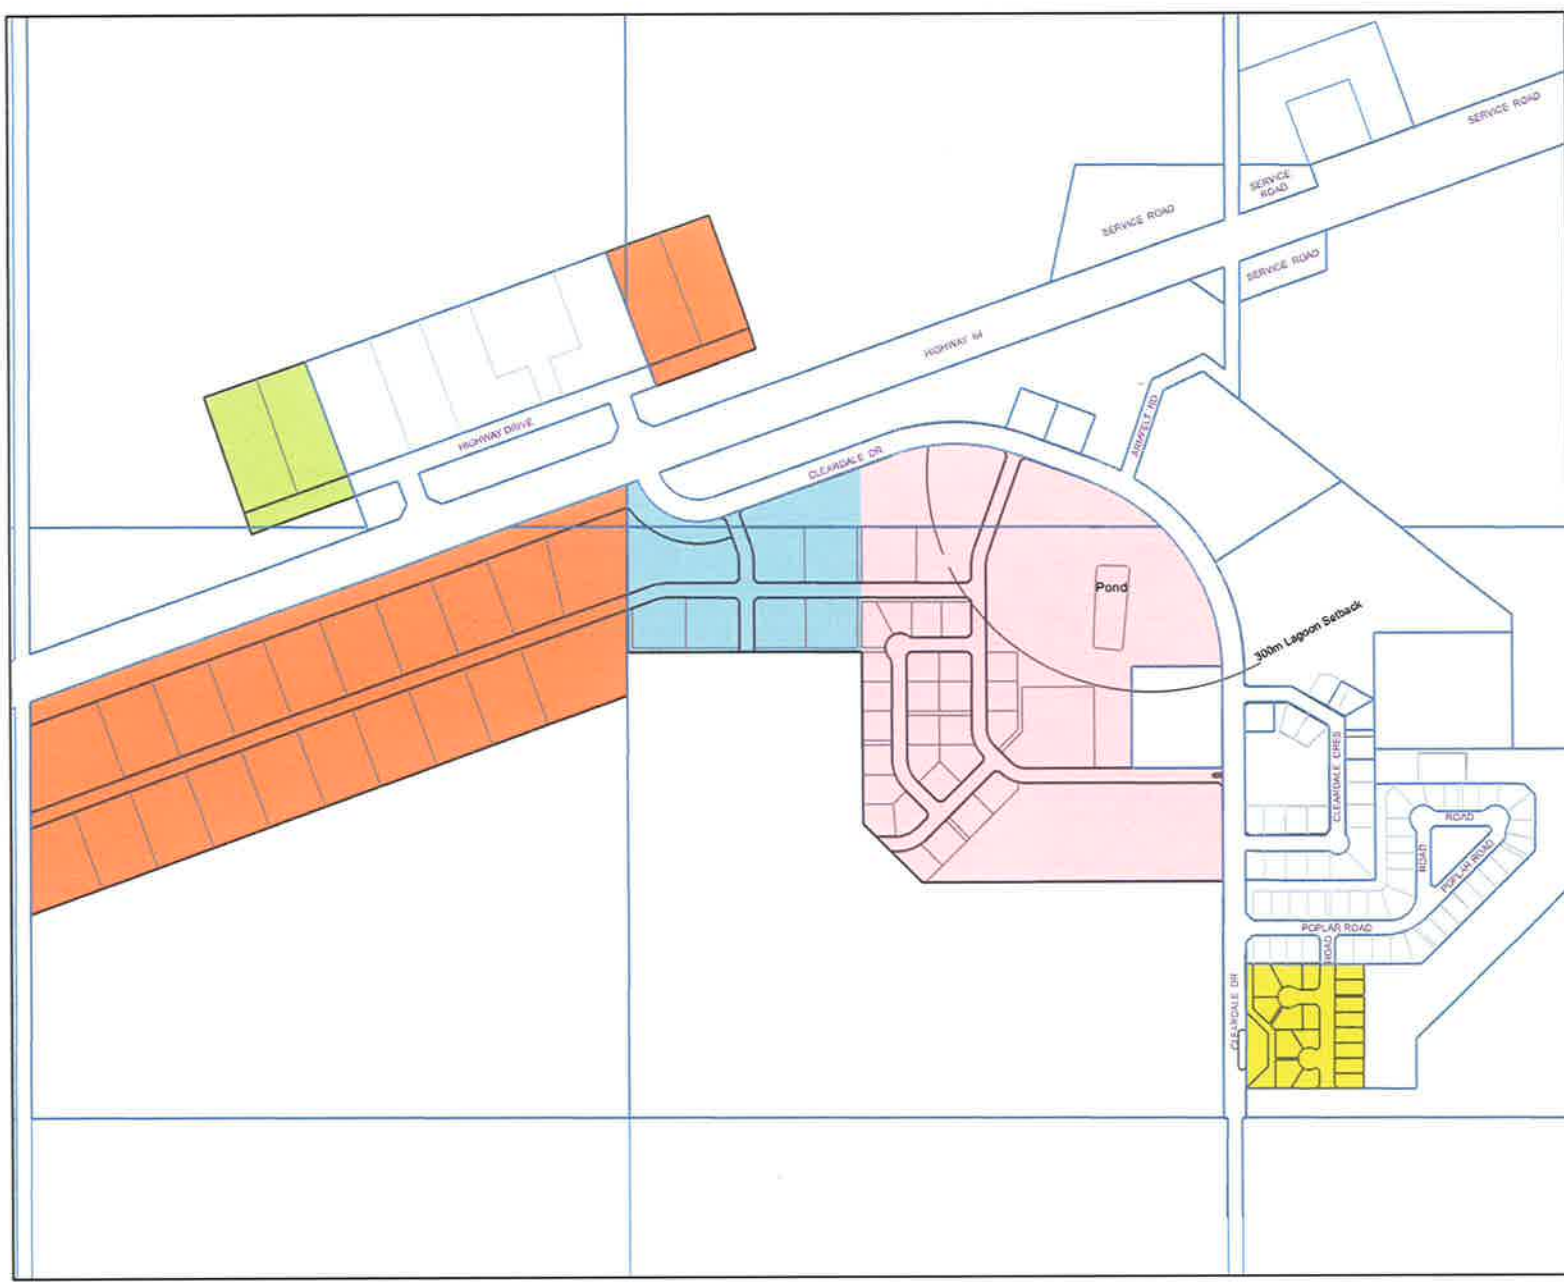 SERVICE ROAD
SERVICE
ROAD
SERVICE ROAD
SERVICE ROAD
HIGHWAY 64
ARMFELT RD
HIGHWAY DRIVE
CLEARDALE DR
Pond
300m Lagoon Setback
CLEARDALE CRES
ROAD
ROAD
POPLAR ROAD
POPLAR ROAD
ROAD
CLEARDALE DR